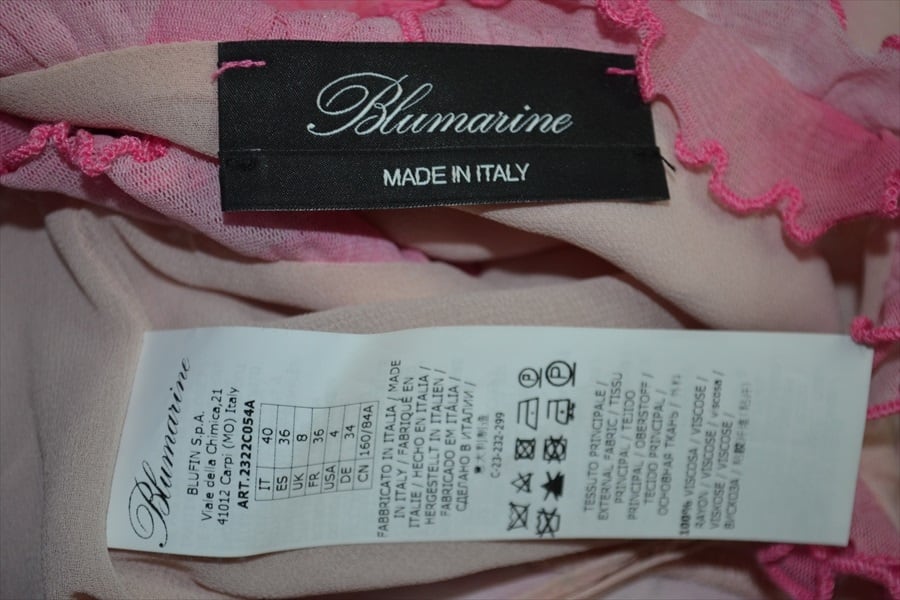 Blumarine
MADE IN ITALY
Blumarine
BLUFIN S.p.A.
Viale della Chimica,21
41012 Carpi (MO) Italy
ART.2322C054A
IT 40
ES 36
UK 8
FR 36
USA 4
DE 34
CN 160/84A
FABBRICATO IN ITALIA / MADE
IN ITALY / FABRIQUÉ EN
ITALIE / HECHO EN ITALIA /
HERGESTELLT IN ITALIEN /
FABRICADO EM ITÁLIA /
СДЕЛАНО В ИТАЛИИ /
C-23-232-299
P
P
TESSUTO PRINCIPALE /
EXTERNAL FABRIC / TISSU
PRINCIPAL / TEJIDO
PRINCIPAL / OBERSTOFF /
TECIDO PRINCIPAL /
ОСНОВНАЯ ТКАНЬ /
100% VISCOSA / VISCOSE /
RAYON / VISCOSE / VISCOSA /
VISKOSE / VISCOSE /
ВИСКОЗА /